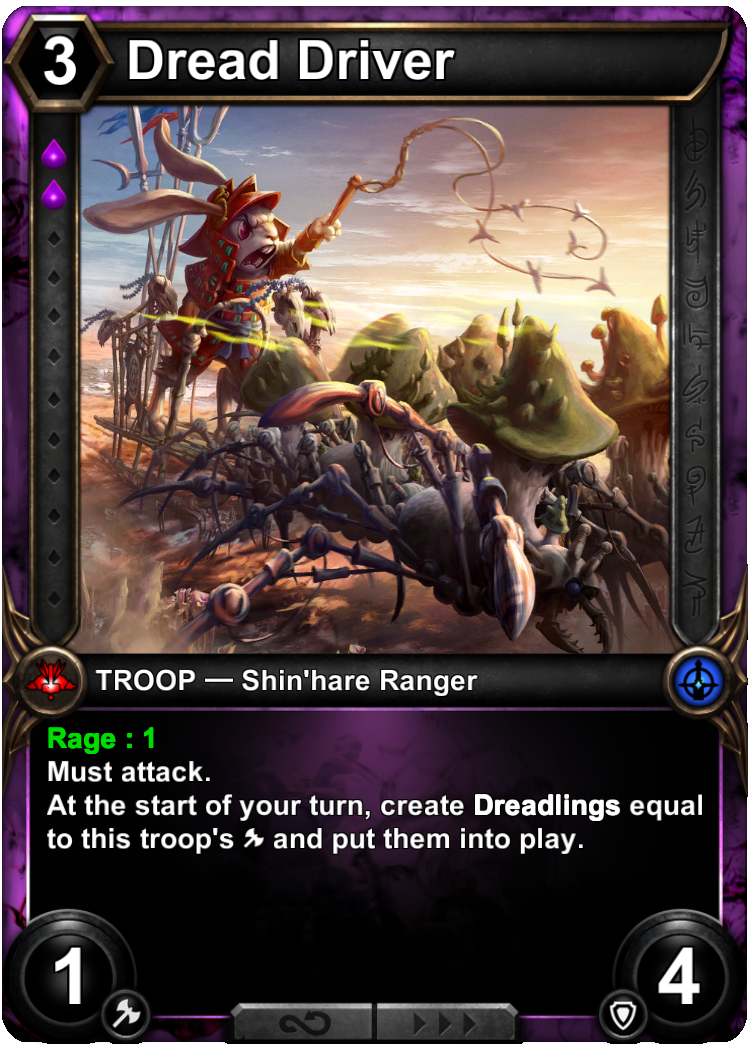 3 Dread Driver
TROOP — Shin'hare Ranger
Rage : 1
Must attack.
At the start of your turn, create Dreadlings equal
to this troop's and put them into play.
1 4